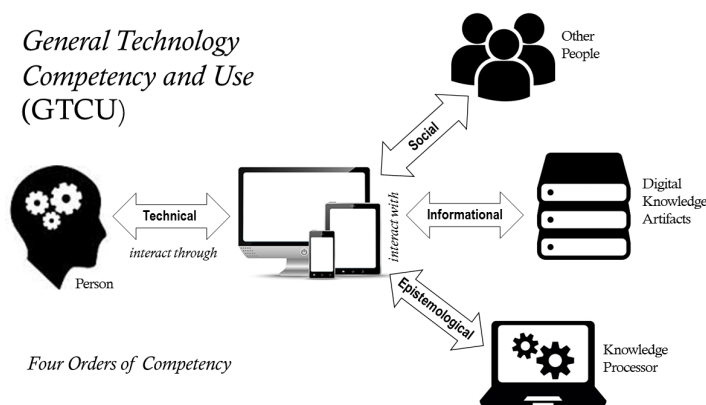 General Technology
Competency and Use
(GTCU)
Other
People
Social
Digital
Knowledge
Artifacts
Technical
interact with
Informational
interact through
Person
Epistemological
Knowledge
Processor
Four Orders of Competency